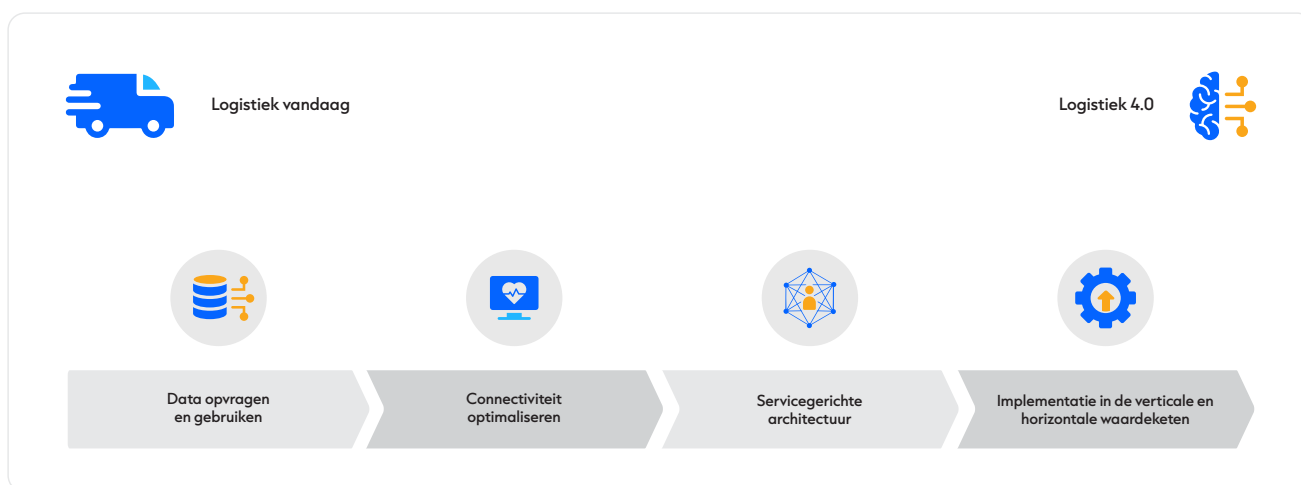 Logistiek vandaag
Logistiek 4.0
Data opvragen
en gebruiken
Connectiviteit
optimaliseren
Servicegerichte
architectuur
Implementatie in de verticale en
horizontale waardeketen